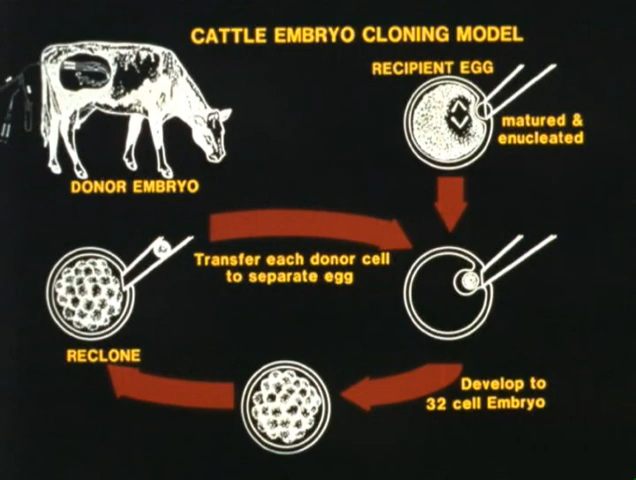 CATTLE EMBRYO CLONING MODEL
RECIPIENT EGG
matured &
enucleated
DONOR EMBRYO
Transfer each donor cell
to separate egg
RECLONE
Develop to
32 cell Embryo